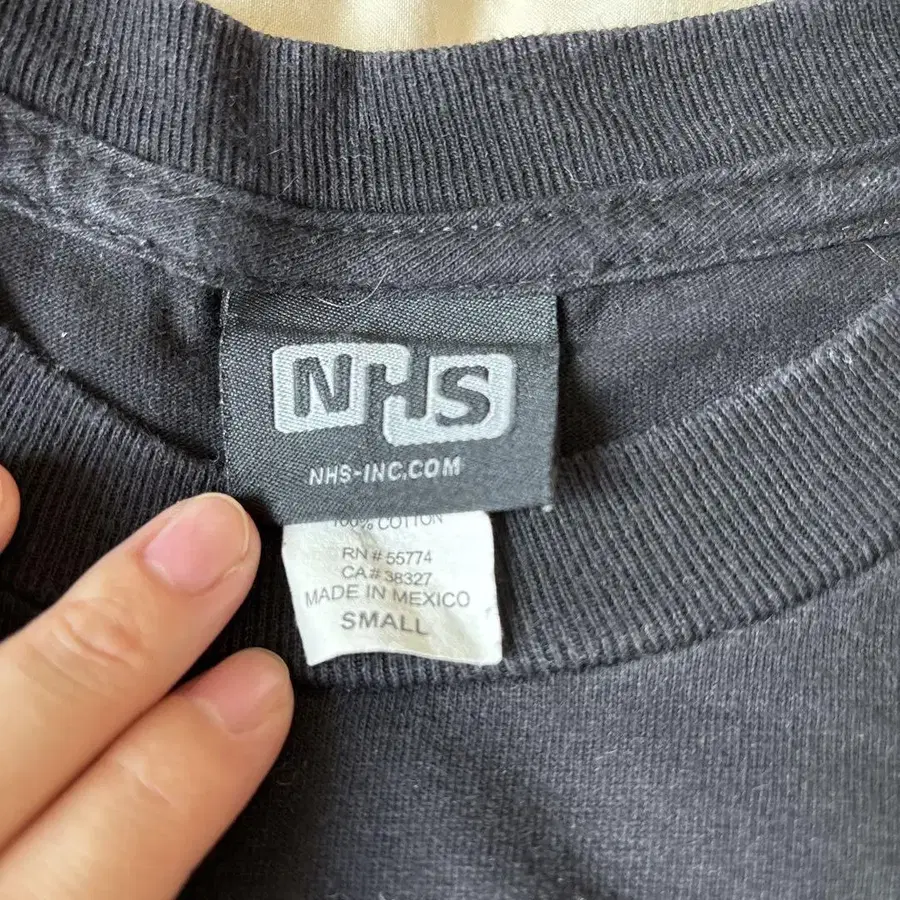 NHS
NHS-INC.COM
100% COTTON
RN # 55774
CA # 38327
MADE IN MEXICO
SMALL